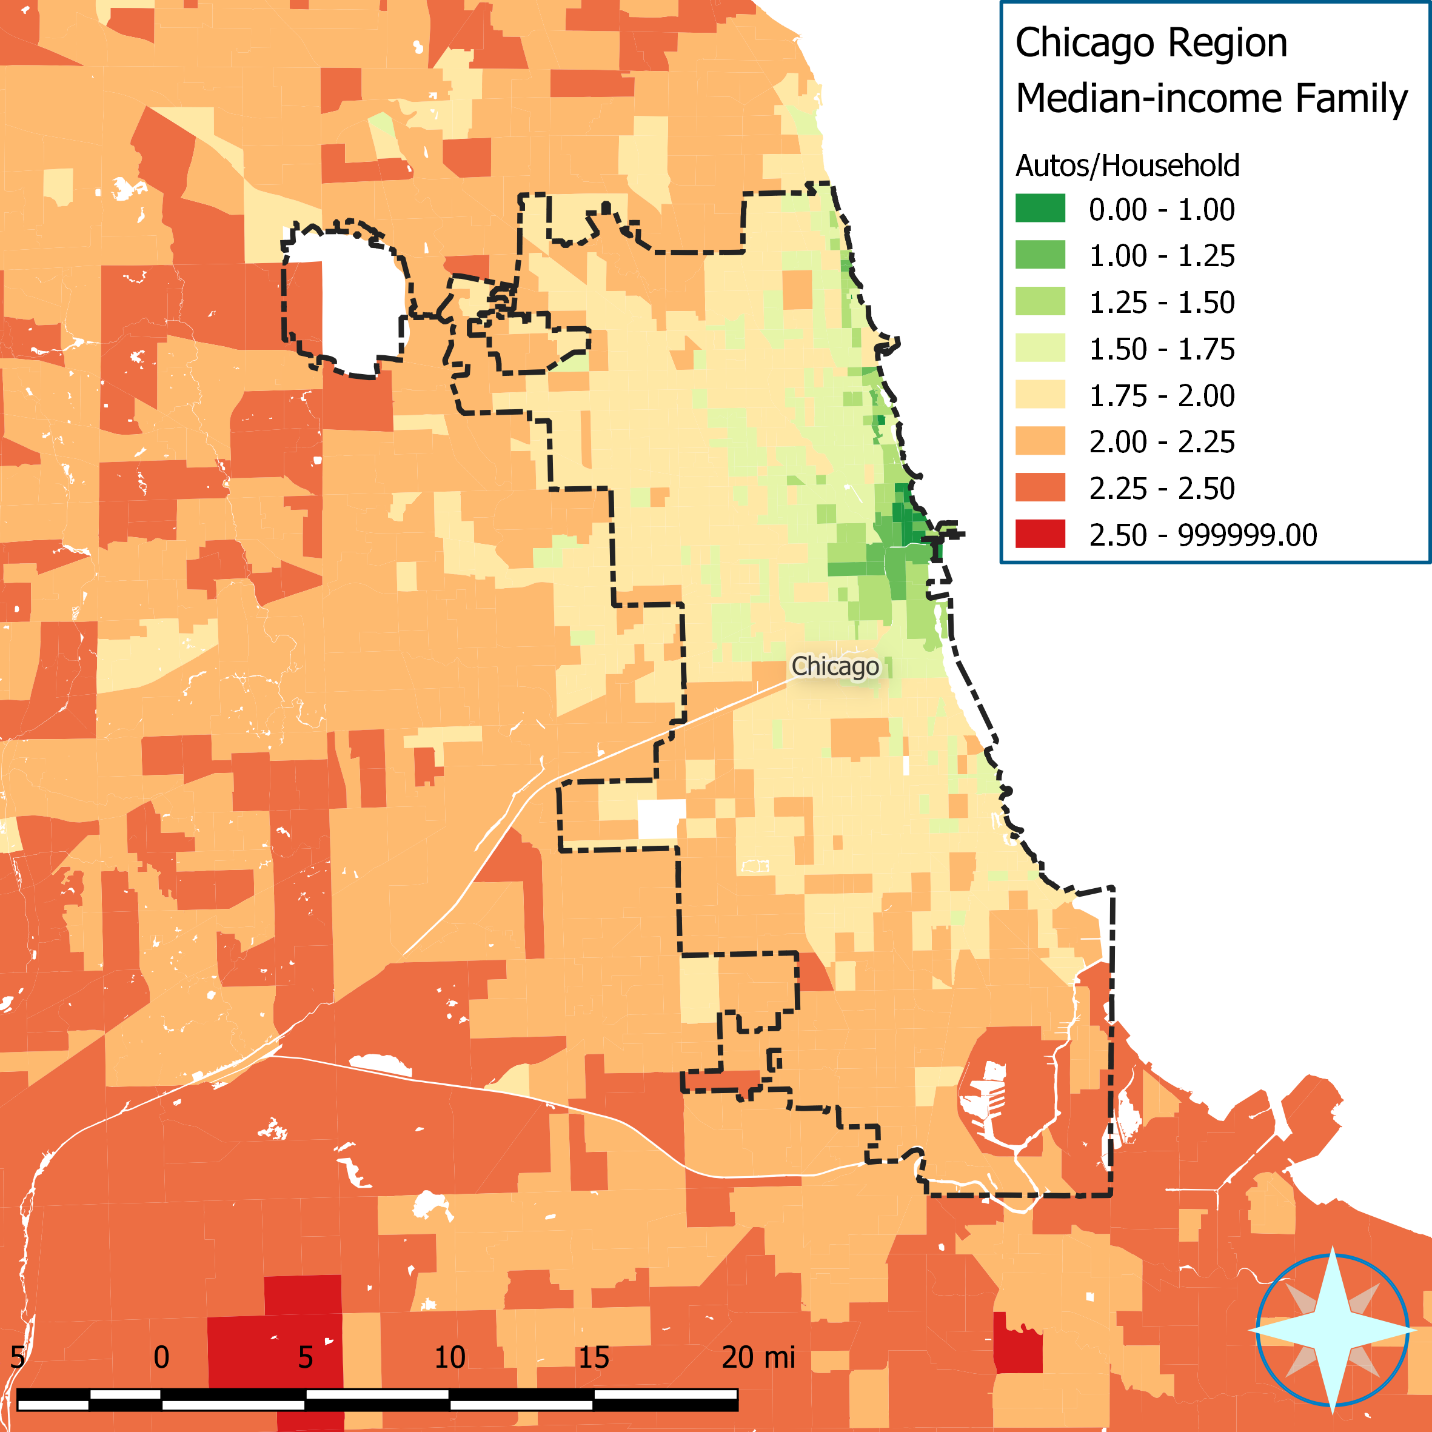 Chicago Region
Median-income Family
Autos/Household
0.00 - 1.00
1.00 - 1.25
1.25 - 1.50
1.50 - 1.75
1.75 - 2.00
2.00 - 2.25
2.25 - 2.50
2.50 - 999999.00
Chicago
5 0 5 10 15 20 mi